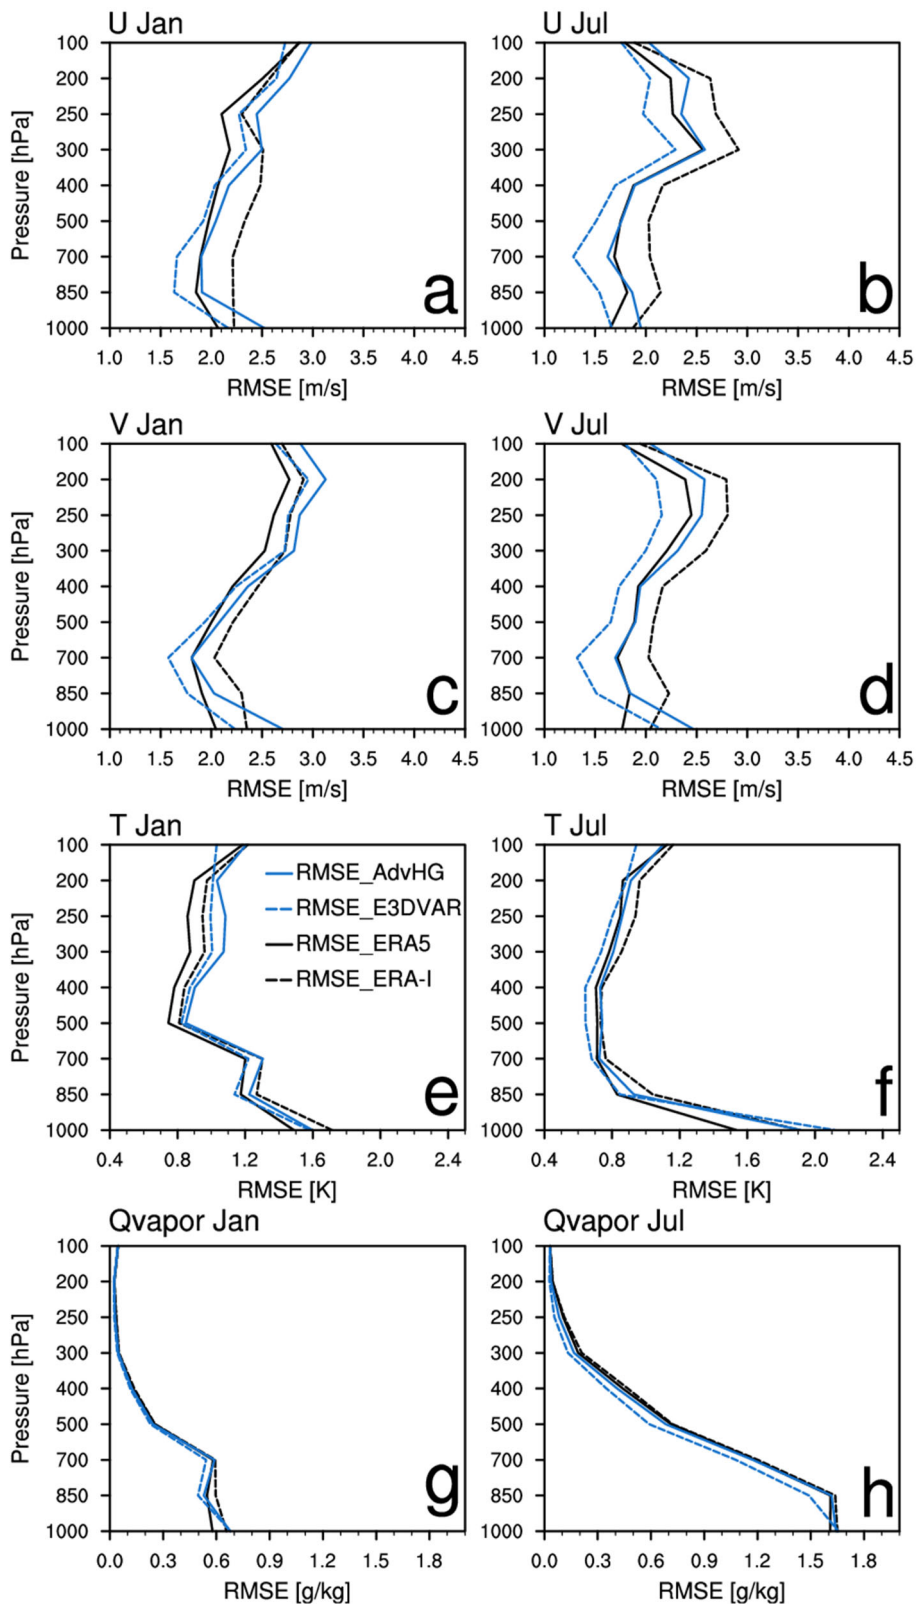 U Jan
U Jul
100
200
250
300
400
500
700
850
1000
Pressure [hPa]
a
1.0 1.5 2.0 2.5 3.0 3.5 4.0 4.5
RMSE [m/s]
100
200
250
300
400
500
700
850
1000
b
1.0 1.5 2.0 2.5 3.0 3.5 4.0 4.5
RMSE [m/s]
V Jan
V Jul
100
200
250
300
400
500
700
850
1000
Pressure [hPa]
c
1.0 1.5 2.0 2.5 3.0 3.5 4.0 4.5
RMSE [m/s]
100
200
250
300
400
500
700
850
1000
d
1.0 1.5 2.0 2.5 3.0 3.5 4.0 4.5
RMSE [m/s]
T Jan
T Jul
100
200
250
300
400
500
700
850
1000
Pressure [hPa]
RMSE_AdvHG
RMSE_E3DVAR
RMSE_ERA5
RMSE_ERA-I
e
0.4 0.8 1.2 1.6 2.0 2.4
RMSE [K]
100
200
250
300
400
500
700
850
1000
f
0.4 0.8 1.2 1.6 2.0 2.4
RMSE [K]
Qvapor Jan
Qvapor Jul
100
200
250
300
400
500
700
850
1000
Pressure [hPa]
g
0.0 0.3 0.6 0.9 1.2 1.5 1.8
RMSE [g/kg]
100
200
250
300
400
500
700
850
1000
h
0.0 0.3 0.6 0.9 1.2 1.5 1.8
RMSE [g/kg]